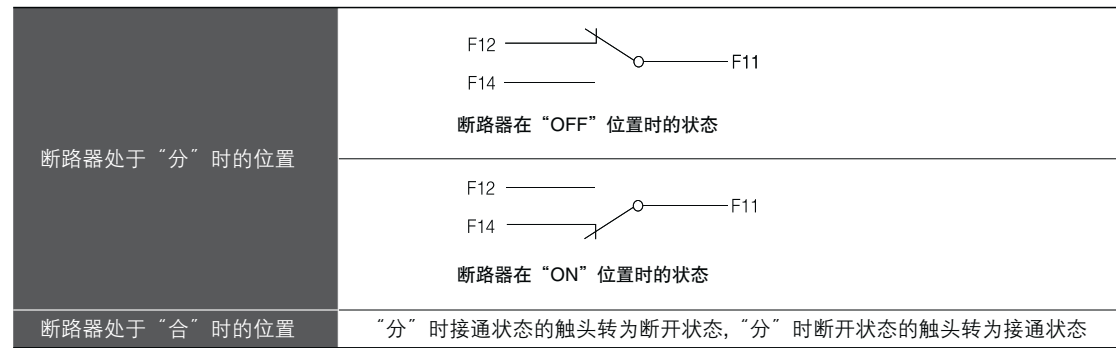 F12
F11
F14
断路器在“OFF”位置时的状态
断路器处于“分”时的位置
F12
F11
F14
断路器在“ON”位置时的状态
断路器处于“合”时的位置
“分”时接通状态的触头转为断开状态，“分”时断开状态的触头转为接通状态